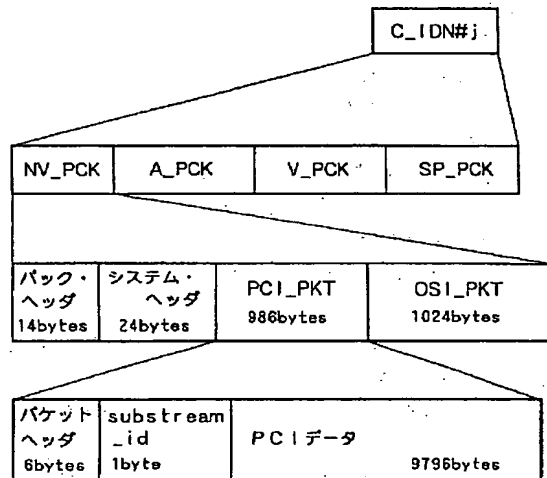 C_IDN#j
NV_PCK
A_PCK
V_PCK
SP_PCK
パック・
ヘッダ
14bytes
システム・
ヘッダ
24bytes
PCI_PKT
986bytes
OSI_PKT
1024bytes
パケット
ヘッダ
6bytes
substream
_id
1byte
PCIデータ
9796bytes